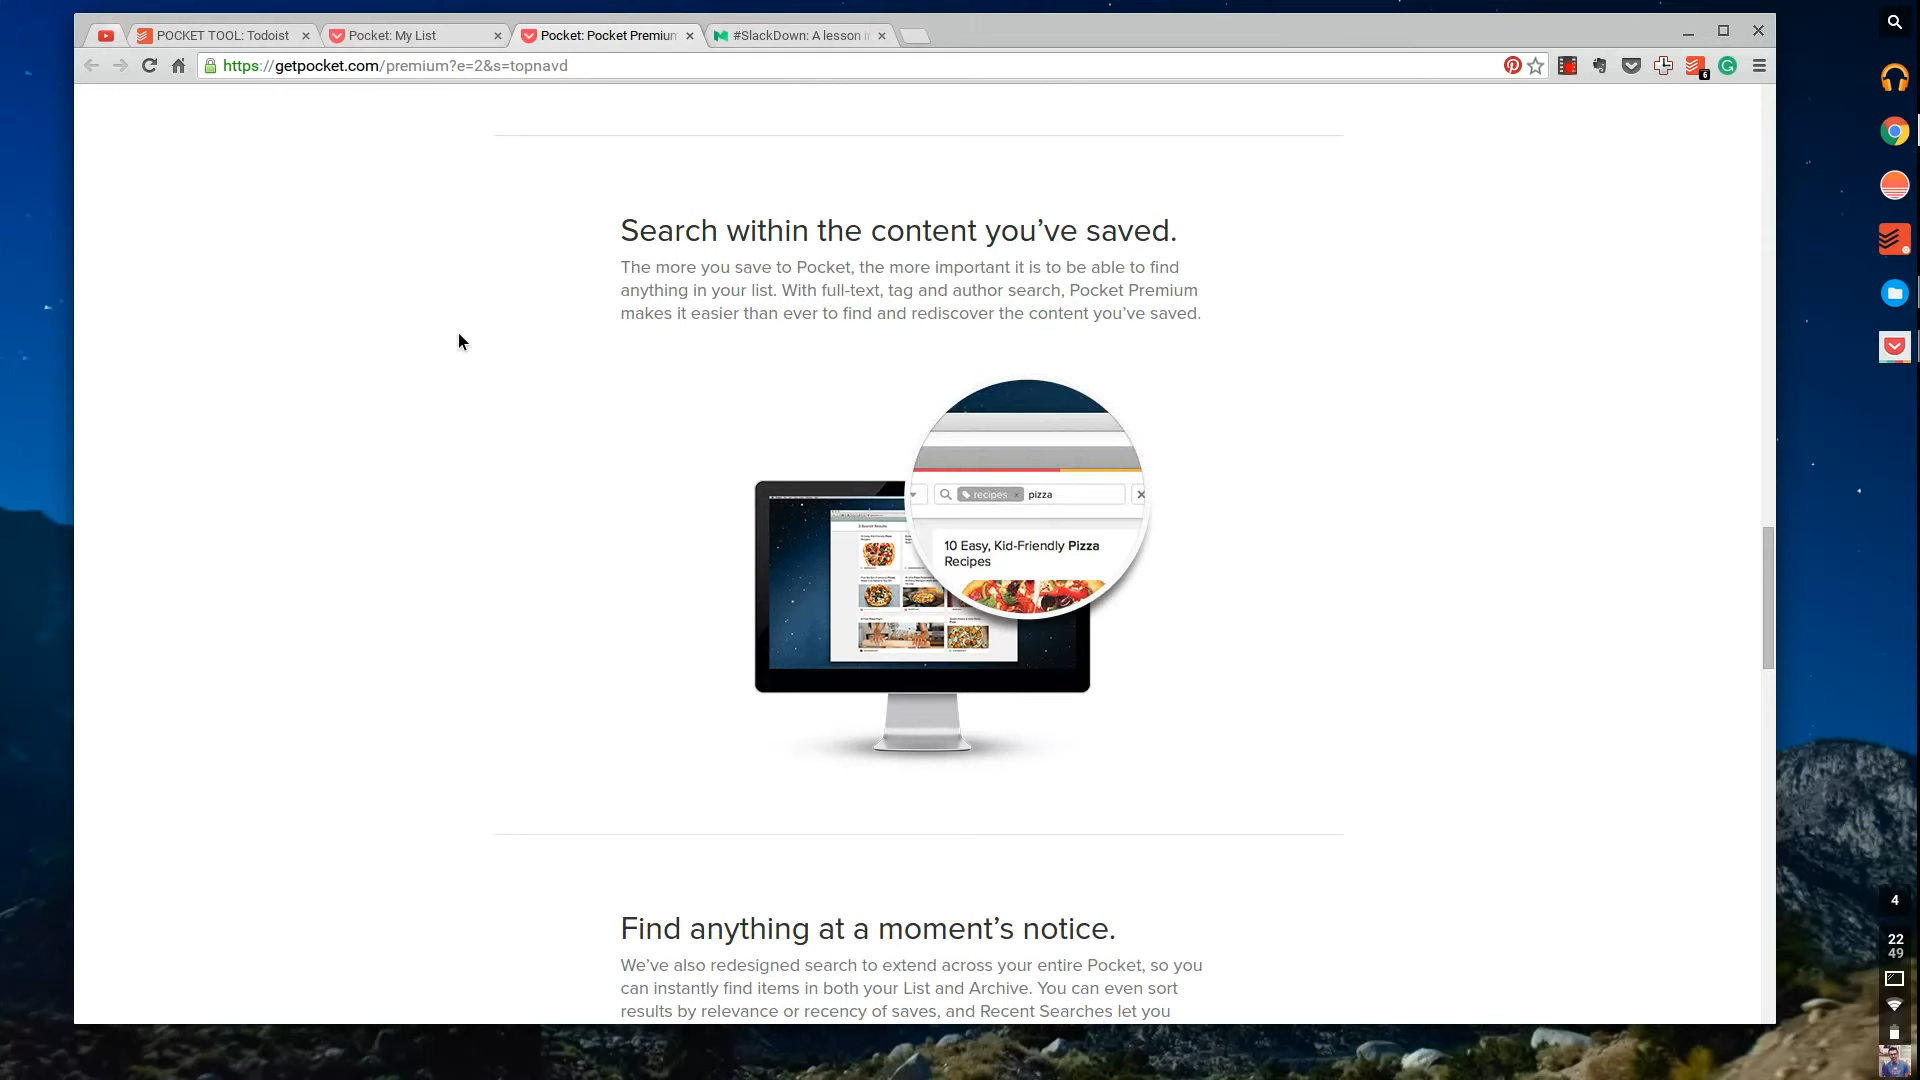 POCKET TOOL: Todoist
Pocket: My List
Pocket: Pocket Premium
#SlackDown: A lesson i
https://getpocket.com/premium?e=2&s=topnavd
6
Search within the content you've saved.
The more you save to Pocket, the more important it is to be able to find
anything in your list. With full-text, tag and author search, Pocket Premium
makes it easier than ever to find and rediscover the content you've saved.
recipes × pizza
10 Easy, Kid-Friendly Pizza
Recipes
Find anything at a moment's notice.
We've also redesigned search to extend across your entire Pocket, so you
can instantly find items in both your List and Archive. You can even sort
results by relevance or recency of saves, and Recent Searches let you
4
22
49